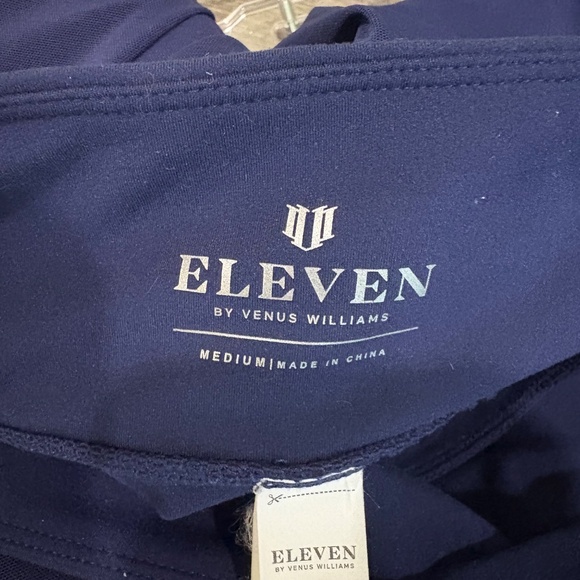 ELEVEN
BY VENUS WILLIAMS
MEDIUM|MADE IN CHINA
ELEVEN
BY VENUS WILLIAMS